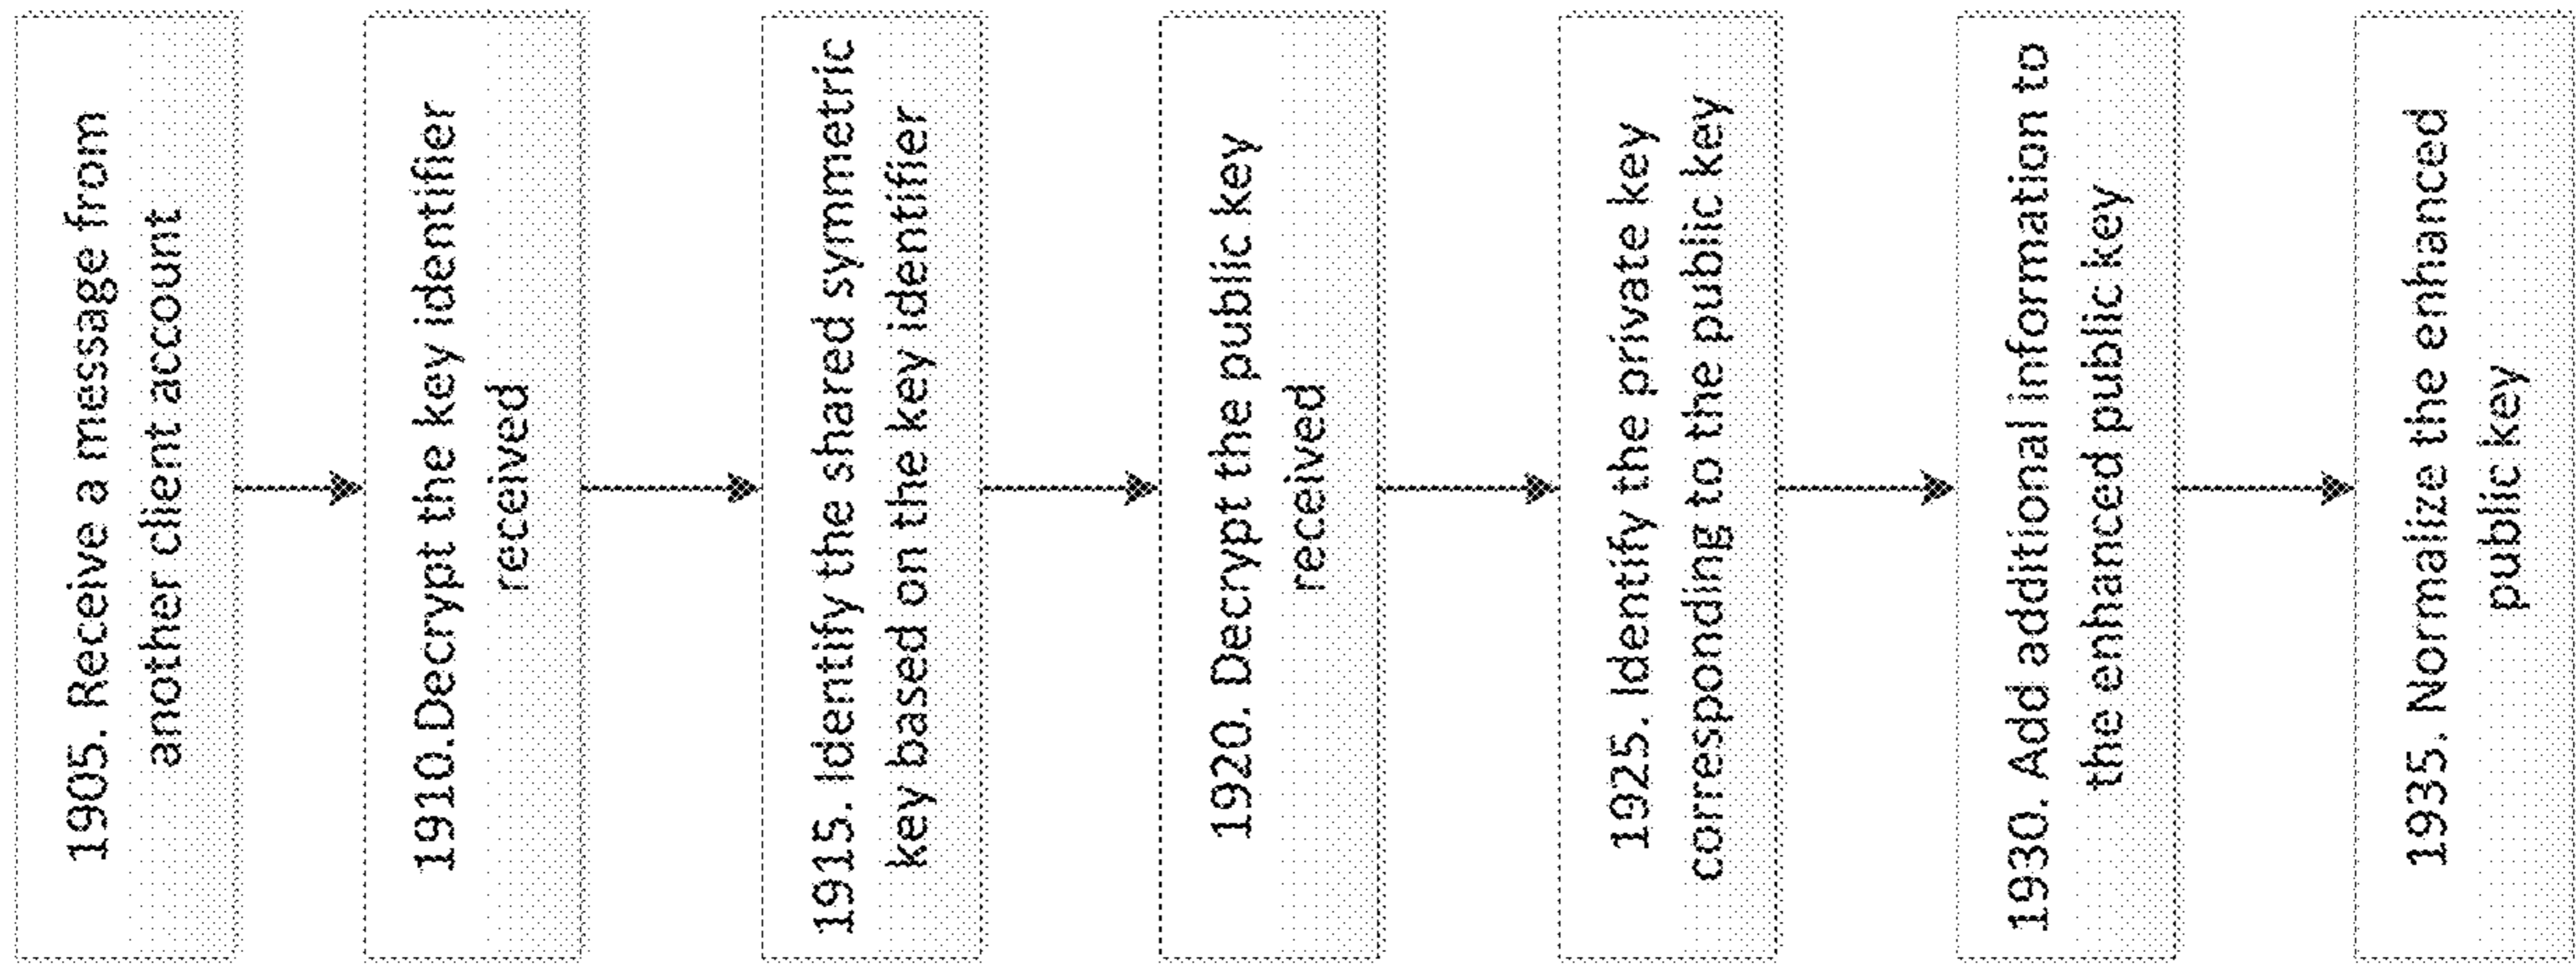 1905. Receive a message from
another client account
1910.Decrypt the key identifier
received
1915. Identify the shared symmetric
key based on the key identifier
1920. Decrypt the public key
received
1925. Identify the private key
corresponding to the public key
1930. Add additional information to
the enhanced public key
1935. Normalize the enhanced
public key